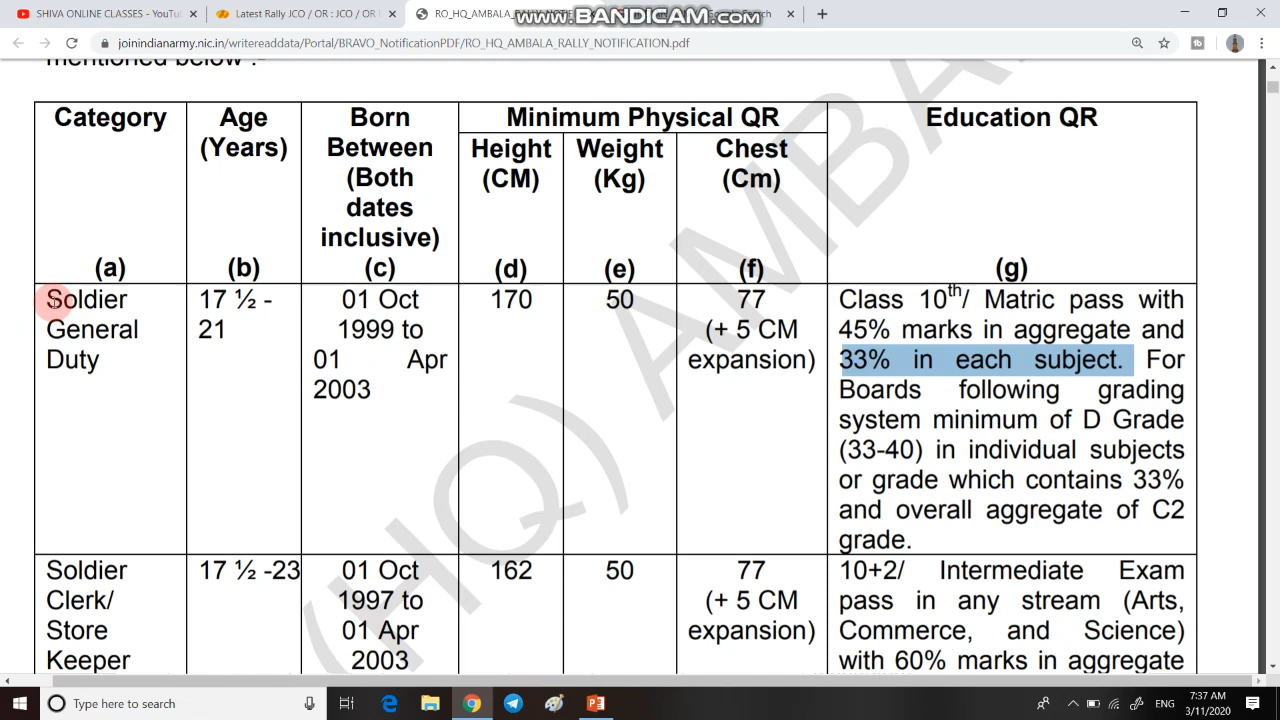 SHIVA ONLINE CLASSES - YouTu
Latest Rally JCO / OR : JCO / OR
RO_HQ_AMBALA_RALLY_NOTIF
www.BANDICAM.com
joinindianarmy.nic.in/writereaddata/Portal/BRAVO_NotificationPDF/RO_HQ_AMBALA_RALLY_NOTIFICATION.pdf
mentioned below :-
Category Age (Years) Born Between (Both dates inclusive) Minimum Physical QR Education QR
Height (CM) Weight (Kg) Chest (Cm)
(a) (b) (c) (d) (e) (f) (g)
Soldier 17 ½ - 01 Oct 170 50 77 Class 10th/ Matric pass with
General 21 1999 to (+ 5 CM 45% marks in aggregate and
Duty 01 Apr expansion) 33% in each subject. For
2003 Boards following grading
system minimum of D Grade
(33-40) in individual subjects
or grade which contains 33%
and overall aggregate of C2
grade.
Soldier 17 ½ -23 01 Oct 162 50 77 10+2/ Intermediate Exam
Clerk/ 1997 to (+ 5 CM pass in any stream (Arts,
Store 01 Apr expansion) Commerce, and Science)
Keeper 2003 with 60% marks in aggregate
(HQ) AMBA
Type here to search
ENG
7:37 AM
3/11/2020